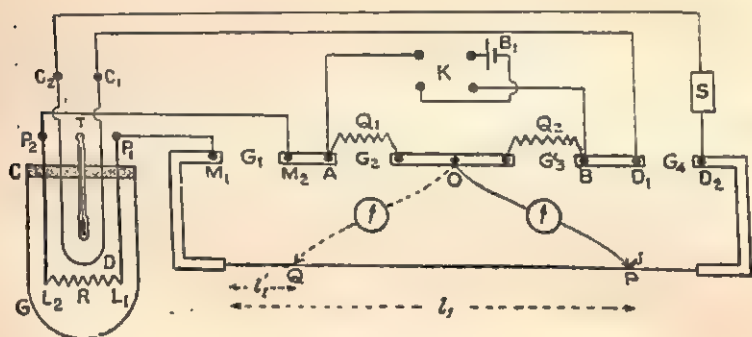 C₂ C₁ K B₁ S
T Q₁ Q₂
P₂ P₁
C M₁ G₁ M₂ A G₂ O G₃ B D₁ G₄ D₂
D Q J
P
G L₂ R L₁ l₁′
l₁